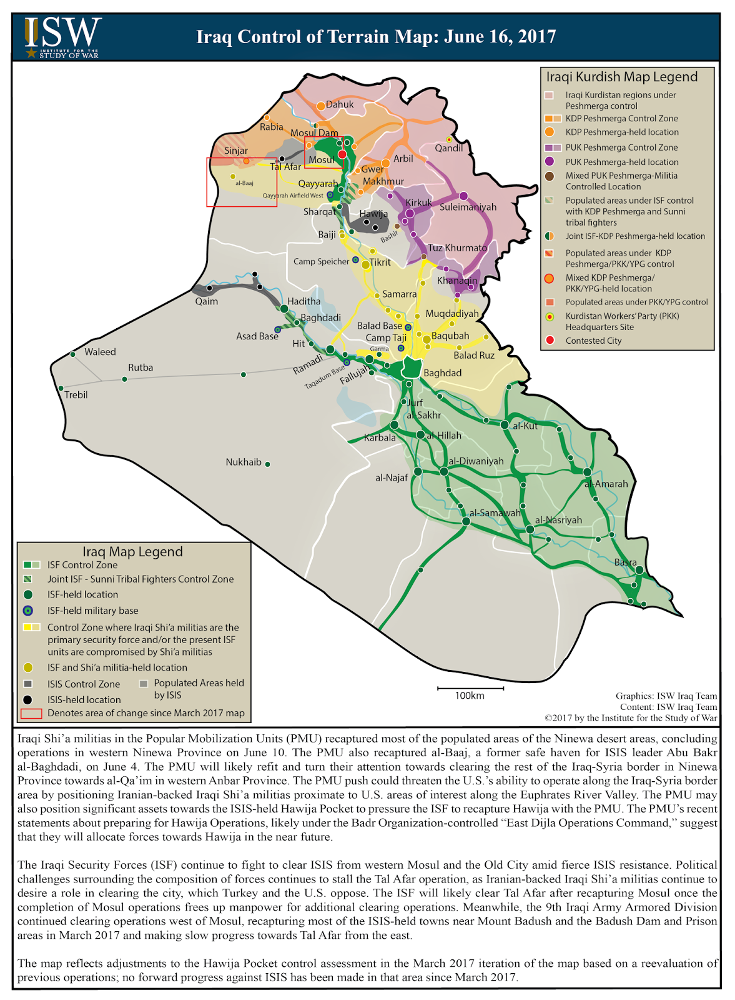 ISW
INSTITUTE FOR THE
STUDY OF WAR
Iraq Control of Terrain Map: June 16, 2017
Iraqi Kurdish Map Legend
Iraqi Kurdistan regions under
Peshmerga control
KDP Peshmerga Control Zone
KDP Peshmerga-held location
PUK Peshmerga Control Zone
PUK Peshmerga-held location
Mixed PUK Peshmerga-Militia
Controlled Location
Populated areas under ISF control
with KDP Peshmerga and Sunni
tribal fighters
Joint ISF-KDP Peshmerga-held location
Populated areas under KDP
Peshmerga/PKK/YPG control
Mixed KDP Peshmerga/
PKK/YPG-held location
Populated areas under PKK/YPG control
Kurdistan Workers' Party (PKK)
Headquarters Site
Contested City
Dahuk
Rabia
Mosul Dam
Qandil
Sinjar
Mosul
Arbil
Tal Afar
Gwer
al-Baaj
Qayyarah
Makhmur
Qayyarah Airfield West
Kirkuk
Suleimaniyah
Sharqat
Hawija
Baiji
Bashir
Tuz Khurmato
Camp Speicher
Tikrit
Khanaqin
Samarra
Qaim
Haditha
Muqdadiyah
Baghdadi
Balad Base
Asad Base
Camp Taji
Baqubah
Hit
Garma
Balad Ruz
Waleed
Ramadi
Taqadum Base
Fallujah
Rutba
Baghdad
Trebil
Jurf
al-Sakhr
al-Kut
Karbala
al-Hillah
Nukhaib
al-Diwaniyah
al-Najaf
al-Amarah
al-Samawah
al-Nasriyah
Basra
Iraq Map Legend
ISF Control Zone
Joint ISF - Sunni Tribal Fighters Control Zone
ISF-held location
ISF-held military base
Control Zone where Iraqi Shi'a militias are the
primary security force and/or the present ISF
units are compromised by Shi'a militias
ISF and Shi'a militia-held location
ISIS Control Zone
Populated Areas held
by ISIS
ISIS-held location
Denotes area of change since March 2017 map
100km
Graphics: ISW Iraq Team
Content: ISW Iraq Team
©2017 by the Institute for the Study of War
Iraqi Shi'a militias in the Popular Mobilization Units (PMU) recaptured most of the populated areas of the Ninewa desert areas, concluding
operations in western Ninewa Province on June 10. The PMU also recaptured al-Baaj, a former safe haven for ISIS leader Abu Bakr
al-Baghdadi, on June 4. The PMU will likely refit and turn their attention towards clearing the rest of the Iraq-Syria border in Ninewa
Province towards al-Qa'im in western Anbar Province. The PMU push could threaten the U.S.'s ability to operate along the Iraq-Syria border
area by positioning Iranian-backed Iraqi Shi'a militias proximate to U.S. areas of interest along the Euphrates River Valley. The PMU may
also position significant assets towards the ISIS-held Hawija Pocket to pressure the ISF to recapture Hawija with the PMU. The PMU's recent
statements about preparing for Hawija Operations, likely under the Badr Organization-controlled "East Dijla Operations Command," suggest
that they will allocate forces towards Hawija in the near future.
The Iraqi Security Forces (ISF) continue to fight to clear ISIS from western Mosul and the Old City amid fierce ISIS resistance. Political
challenges surrounding the composition of forces continues to stall the Tal Afar operation, as Iranian-backed Iraqi Shi'a militias continue to
desire a role in clearing the city, which Turkey and the U.S. oppose. The ISF will likely clear Tal Afar after recapturing Mosul once the
completion of Mosul operations frees up manpower for additional clearing operations. Meanwhile, the 9th Iraqi Army Armored Division
continued clearing operations west of Mosul, recapturing most of the ISIS-held towns near Mount Badush and the Badush Dam and Prison
areas in March 2017 and making slow progress towards Tal Afar from the east.
The map reflects adjustments to the Hawija Pocket control assessment in the March 2017 iteration of the map based on a reevaluation of
previous operations; no forward progress against ISIS has been made in that area since March 2017.